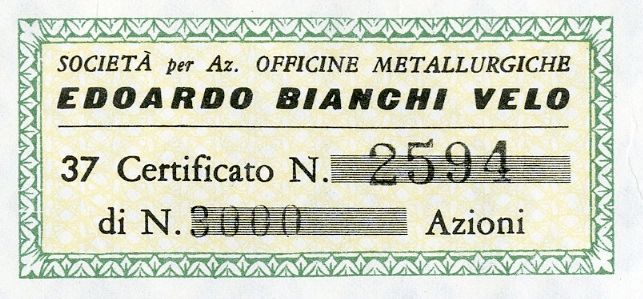 SOCIETÀ per Az. OFFICINE METALLURGICHE
EDOARDO BIANCHI VELO
37 Certificato N. 2594
di N. 3000 Azioni